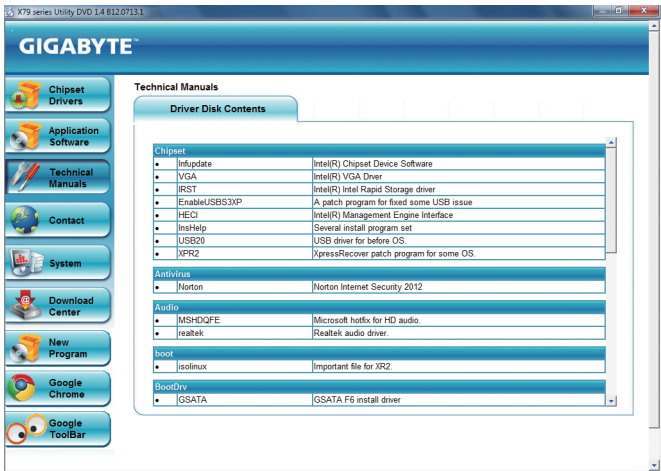 X79 series Utility DVD 1.4 B12.0713.1
GIGABYTE™
Chipset
Drivers
Application
Software
Technical
Manuals
Contact
System
Download
Center
New
Program
Google
Chrome
Google
ToolBar
Technical Manuals
Driver Disk Contents
Chipset
• Infupdate Intel(R) Chipset Device Software
• VGA Intel(R) VGA Drver
• IRST Intel(R) Intel Rapid Storage driver
• EnableUSBS3XP A patch program for fixed some USB issue
• HECI Intel(R) Management Engine Interface
• InsHelp Several install program set
• USB20 USB driver for before OS.
• XPR2 XpressRecover patch program for some OS.
Antivirus
• Norton Norton Internet Security 2012
Audio
• MSHDQFE Microsoft hotfix for HD audio.
• realtek Realtek audio driver.
boot
• isolinux Important file for XR2.
BootDrv
• GSATA GSATA F6 install driver